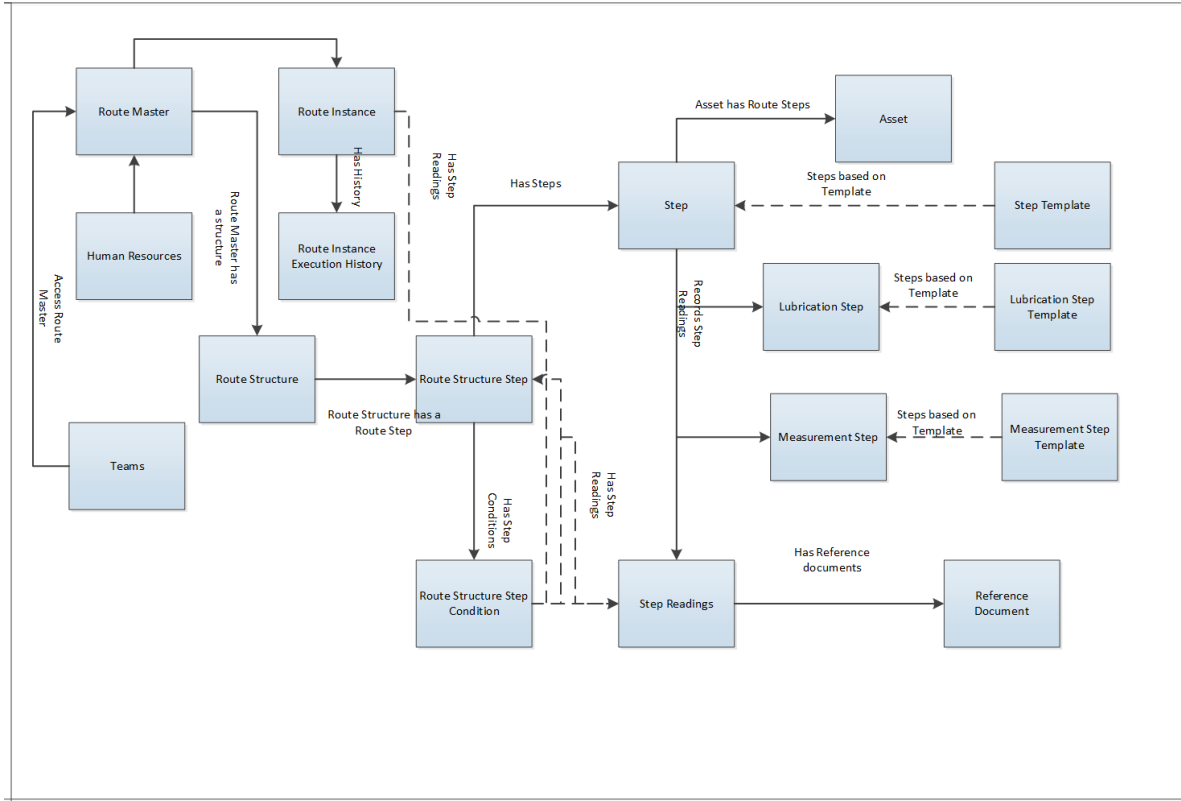 Route Master
Route Instance
Asset has Route Steps
Asset
Has History
Has Step
Readings
Has Steps
Step
Steps based on
Template
Step Template
Human Resources
Route Master has
a structure
Route Instance
Execution History
Access Route
Master
Records Step
Readings
Lubrication Step
Steps based on
Template
Lubrication Step
Template
Route Structure
Route Structure Step
Route Structure has a
Route Step
Measurement Step
Steps based on
Template
Measurement Step
Template
Teams
Has Step
Conditions
Has Step
Readings
Route Structure Step
Condition
Step Readings
Has Reference
documents
Reference
Document